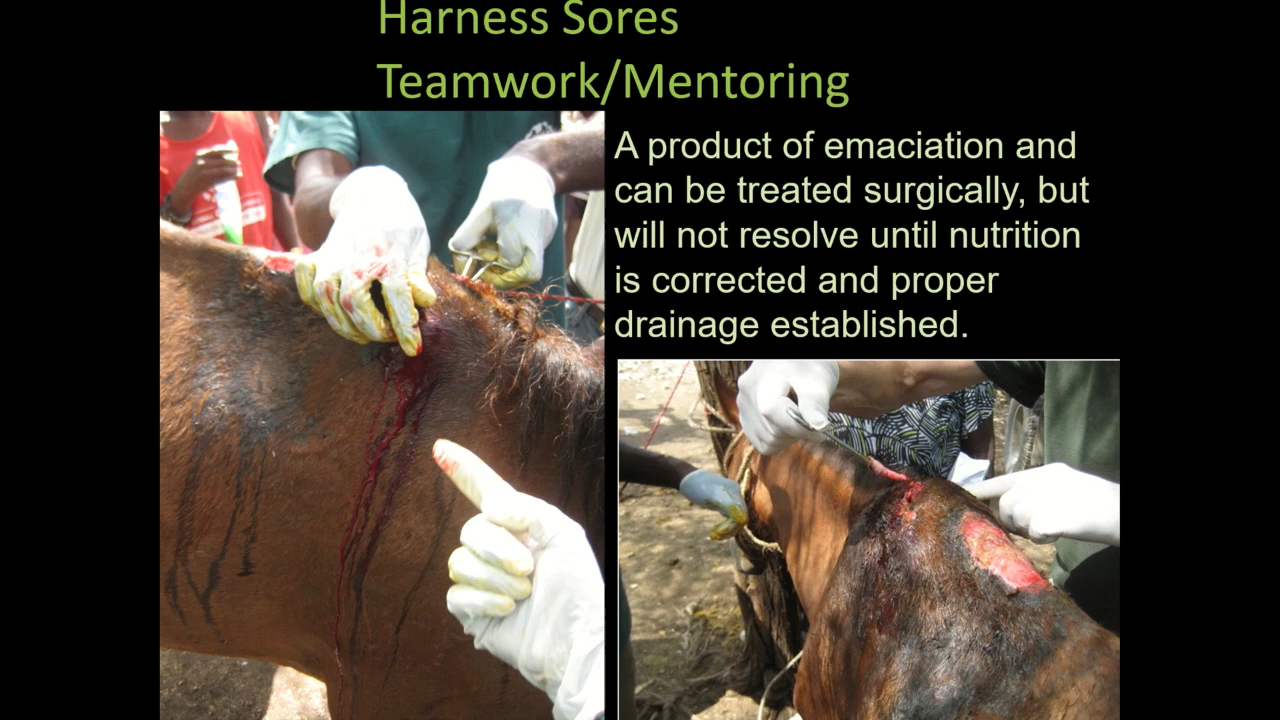 Harness Sores
Teamwork/Mentoring
A product of emaciation and
can be treated surgically, but
will not resolve until nutrition
is corrected and proper
drainage established.